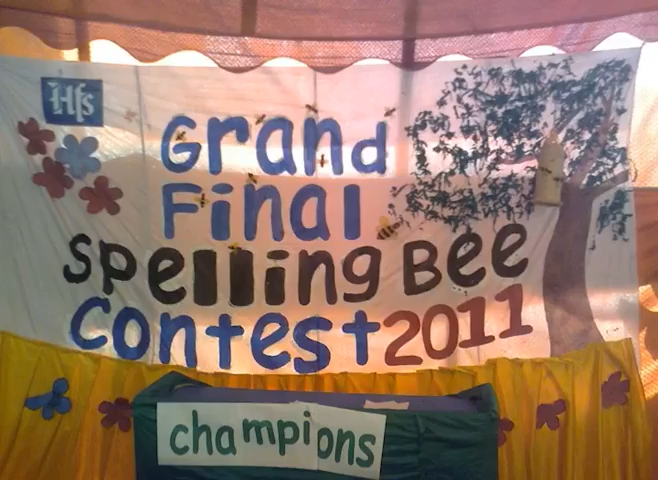 Hfs
Grand
Final
Spelling Bee
Contest 2011
champions